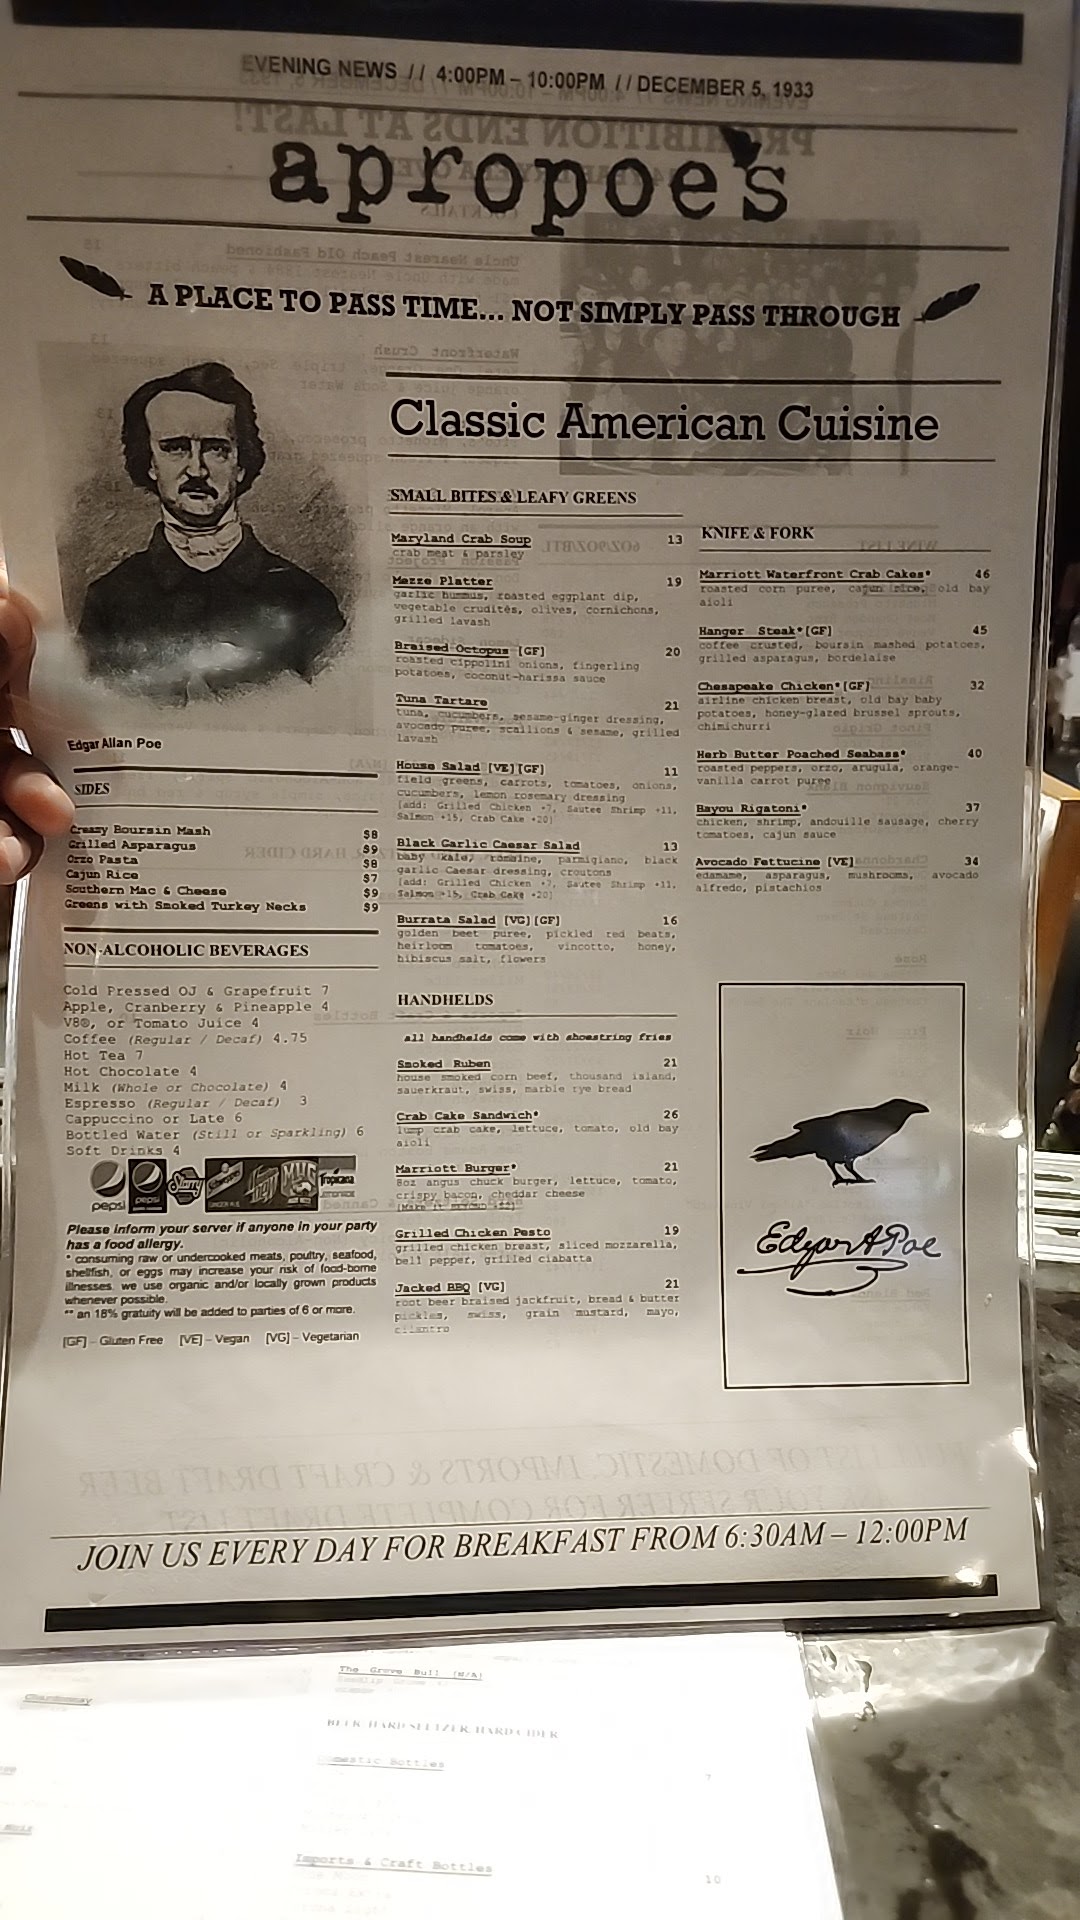 EVENING NEWS // 4:00PM – 10:00PM // DECEMBER 5, 1933
apropoe's
A PLACE TO PASS TIME... NOT SIMPLY PASS THROUGH
Edgar Allan Poe
SIDES
Creamy Boursin Mash $8
Grilled Asparagus $9
Orzo Pasta $8
Cajun Rice $7
Southern Mac & Cheese $9
Greens with Smoked Turkey Necks $9
NON-ALCOHOLIC BEVERAGES
Cold Pressed OJ & Grapefruit 7
Apple, Cranberry & Pineapple 4
V8®, or Tomato Juice 4
Coffee (Regular / Decaf) 4.75
Hot Tea 7
Hot Chocolate 4
Milk (Whole or Chocolate) 4
Espresso (Regular / Decaf) 3
Cappuccino or Late 6
Bottled Water (Still or Sparkling) 6
Soft Drinks 4
pepsi pepsi Starry MUG Tropicana
Please inform your server if anyone in your party
has a food allergy.
* consuming raw or undercooked meats, poultry, seafood,
shellfish, or eggs may increase your risk of food-borne
illnesses. we use organic and/or locally grown products
whenever possible.
** an 18% gratuity will be added to parties of 6 or more.
[GF] – Gluten Free [VE] – Vegan [VG] – Vegetarian
Classic American Cuisine
SMALL BITES & LEAFY GREENS
Maryland Crab Soup 13
crab meat & parsley
Mezze Platter 19
garlic hummus, roasted eggplant dip,
vegetable crudités, olives, cornichons,
grilled lavash
Braised Octopus [GF] 20
roasted cippolini onions, fingerling
potatoes, coconut-harissa sauce
Tuna Tartare 21
tuna, cucumbers, sesame-ginger dressing,
avocado puree, scallions & sesame, grilled
lavash
House Salad [VE][GF] 11
field greens, carrots, tomatoes, onions,
cucumbers, lemon rosemary dressing
[add: Grilled Chicken +7, Sautee Shrimp +11,
Salmon +15, Crab Cake +20]
Black Garlic Caesar Salad 13
baby kale, romaine, parmigiano, black
garlic Caesar dressing, croutons
[add: Grilled Chicken +7, Sautee Shrimp +11,
Salmon +15, Crab Cake +20]
Burrata Salad [VG][GF] 16
golden beet puree, pickled red beats,
heirloom tomatoes, vincotto, honey,
hibiscus salt, flowers
HANDHELDS
all handhelds come with shoestring fries
Smoked Ruben 21
house smoked corn beef, thousand island,
sauerkraut, swiss, marble rye bread
Crab Cake Sandwich* 26
lump crab cake, lettuce, tomato, old bay
aioli
Marriott Burger* 21
8oz angus chuck burger, lettuce, tomato,
crispy bacon, cheddar cheese
Grilled Chicken Pesto 19
grilled chicken breast, sliced mozzarella,
bell pepper, grilled ciabatta
Jacked BBQ [VG] 21
root beer braised jackfruit, bread & butter
pickles, swiss, grain mustard, mayo,
cilantro
KNIFE & FORK
Marriott Waterfront Crab Cakes* 46
roasted corn puree, cajun rice, old bay
aioli
Hanger Steak*[GF] 45
coffee crusted, boursin mashed potatoes,
grilled asparagus, bordelaise
Chesapeake Chicken*[GF] 32
airline chicken breast, old bay baby
potatoes, honey-glazed brussel sprouts,
chimichurri
Herb Butter Poached Seabass* 40
roasted peppers, orzo, arugula, orange-
vanilla carrot puree
Bayou Rigatoni* 37
chicken, shrimp, andouille sausage, cherry
tomatoes, cajun sauce
Avocado Fettucine [VE] 34
edamame, asparagus, mushrooms, avocado
alfredo, pistachios
Edgar A Poe
JOIN US EVERY DAY FOR BREAKFAST FROM 6:30AM – 12:00PM
Chardonnay
The Grove Bull [N/A]
BEER HARD SELTZER HARD CIDER
Domestic Bottles
7
Imports & Craft Bottles
10